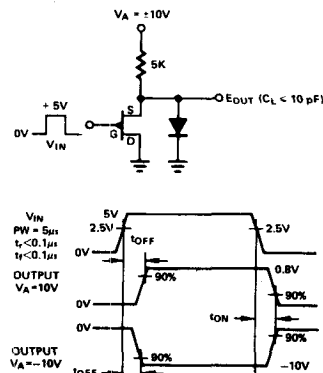 VA = ±10V
5K
S
EOUT (CL < 10 pF)
+5V
0V
VIN
G
D
VIN
PW = 5μs
tr<0.1μs
tf<0.1μs
5V
2.5V
2.5V
0V
tOFF
OUTPUT
VA=10V
90%
0.8V
0V
90%
0V
tON
90%
OUTPUT
VA=-10V
90%
-10V
tOFF